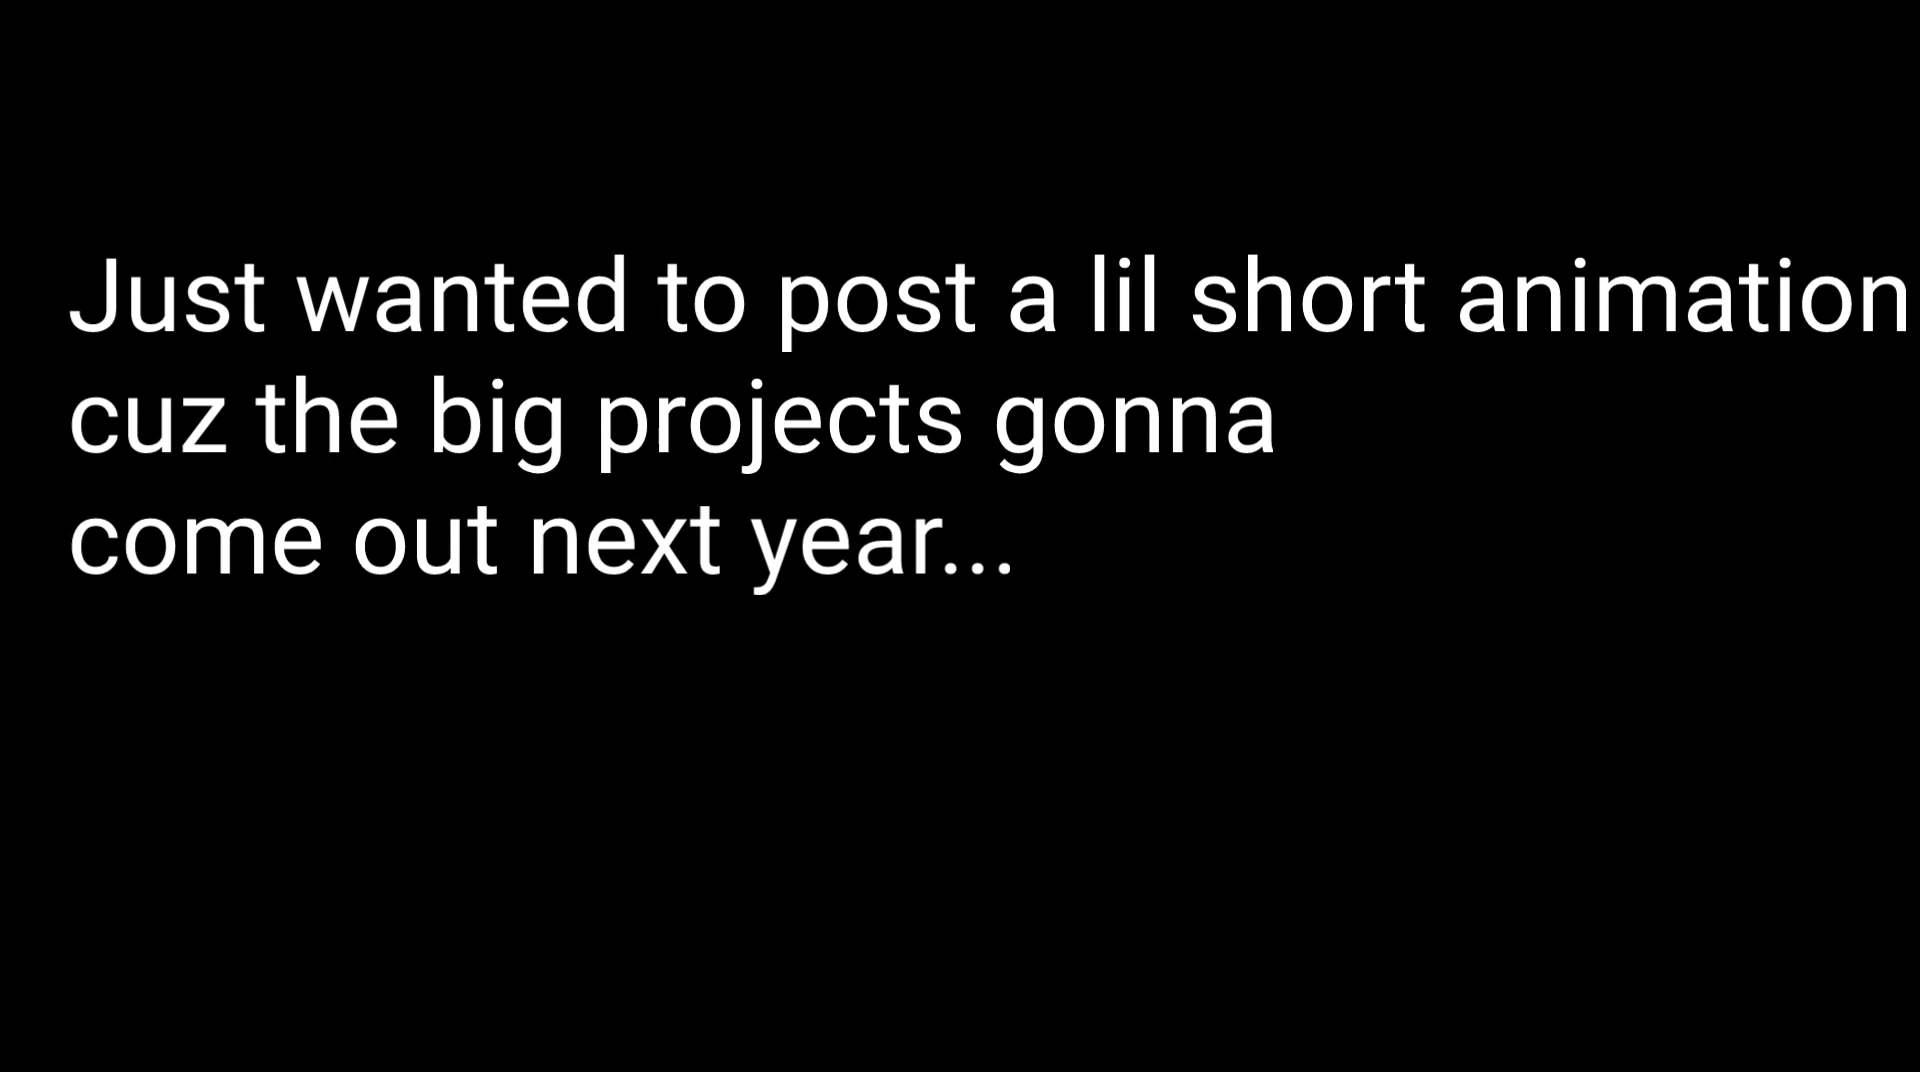 Just wanted to post a lil short animation
cuz the big projects gonna
come out next year...